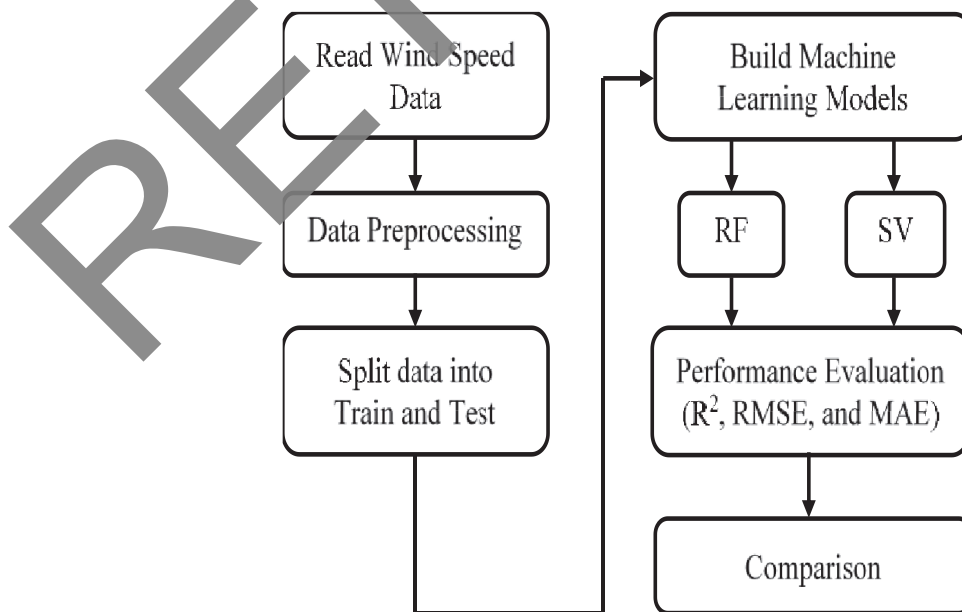 Read Wind Speed
Data
Data Preprocessing
Split data into
Train and Test
Build Machine
Learning Models
RF
SV
Performance Evaluation
(R², RMSE, and MAE)
Comparison
RE